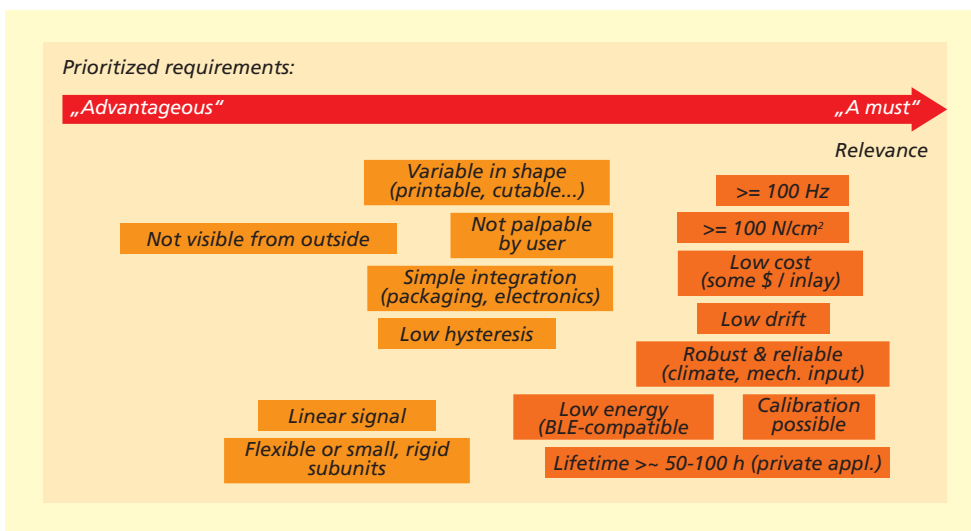 Prioritized requirements:
„Advantageous“
„A must“
Relevance
Variable in shape
(printable, cutable...)
>= 100 Hz
Not visible from outside
Not palpable
by user
>= 100 N/cm²
Simple integration
(packaging, electronics)
Low cost
(some $ / inlay)
Low hysteresis
Low drift
Robust & reliable
(climate, mech. input)
Linear signal
Low energy
(BLE-compatible
Calibration
possible
Flexible or small, rigid
subunits
Lifetime >~ 50-100 h (private appl.)